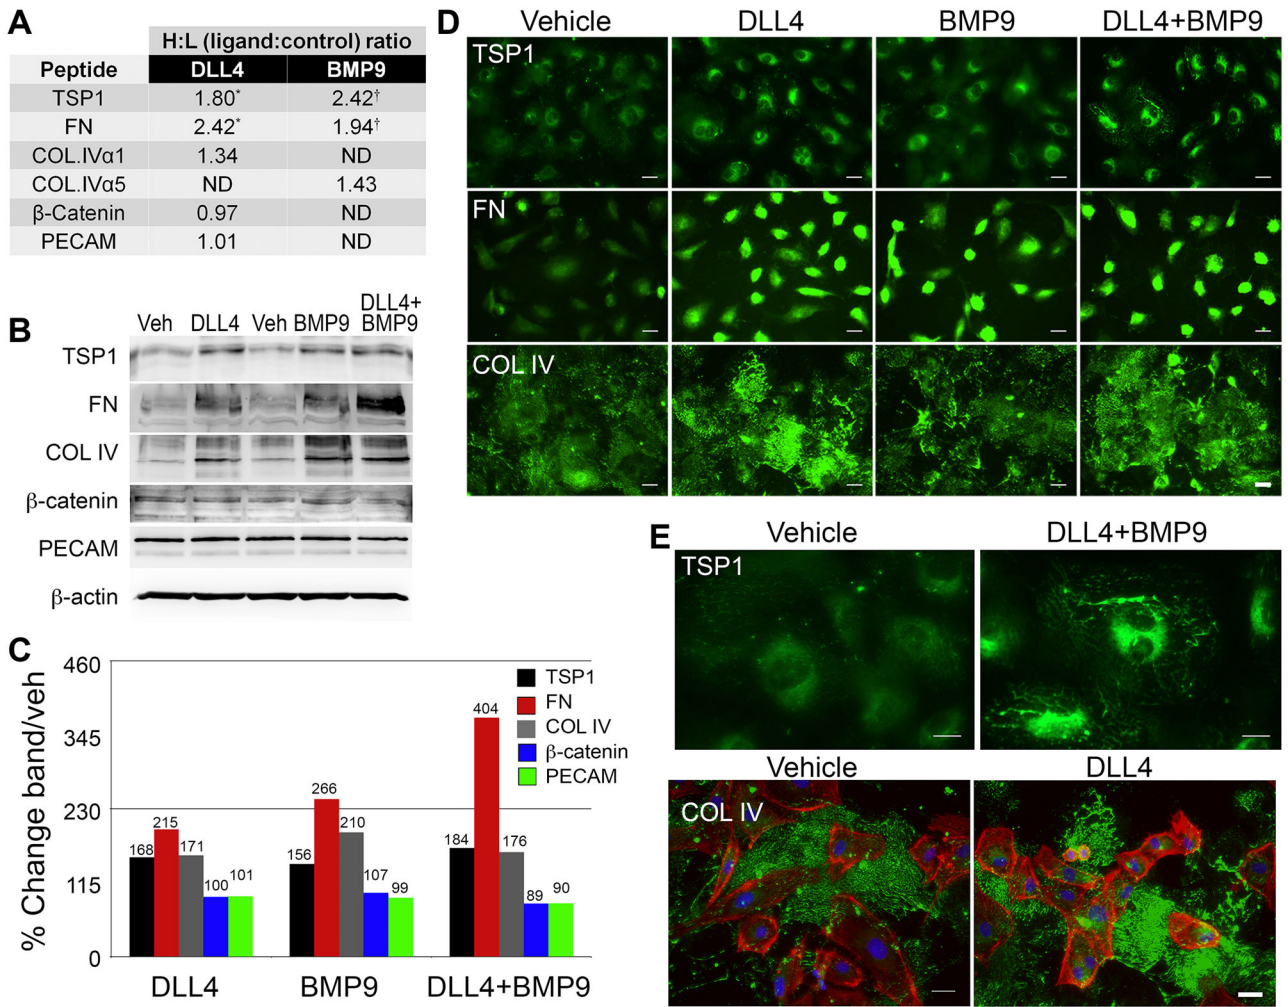 A
H:L (ligand:control) ratio
Peptide DLL4 BMP9
TSP1 1.80* 2.42†
FN 2.42* 1.94†
COL.IVα1 1.34 ND
COL.IVα5 ND 1.43
β-Catenin 0.97 ND
PECAM 1.01 ND
B
Veh DLL4 Veh BMP9 DLL4+
BMP9
TSP1
FN
COL IV
β-catenin
PECAM
β-actin
C
% Change band/veh
460
345
230
115
0
TSP1
FN
COL IV
β-catenin
PECAM
168 215 171 100 101
156 266 210 107 99
184 404 176 89 90
DLL4 BMP9 DLL4+BMP9
D
Vehicle DLL4 BMP9 DLL4+BMP9
TSP1
FN
COL IV
E
Vehicle DLL4+BMP9
TSP1
Vehicle DLL4
COL IV